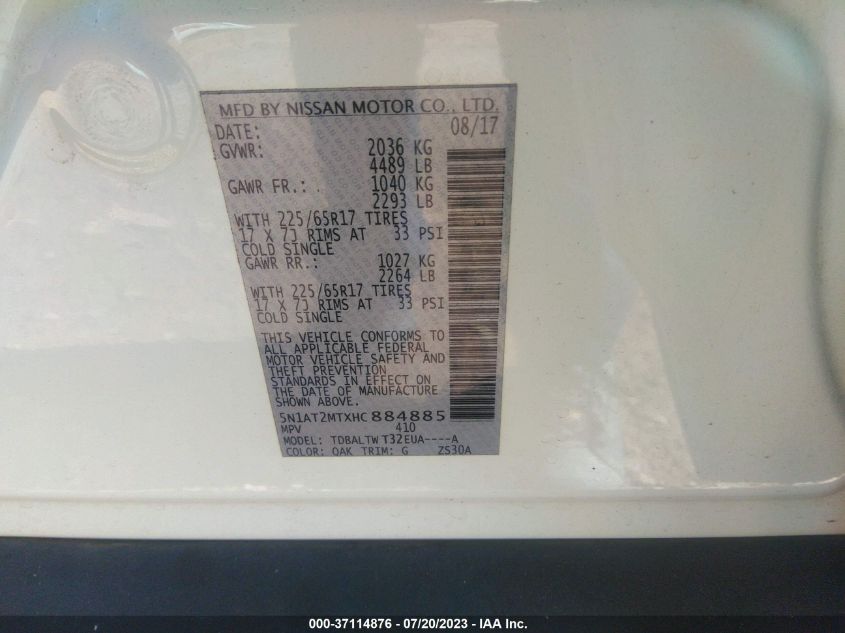 MFD BY NISSAN MOTOR CO., LTD.
DATE: 08/17
GVWR: 2036 KG
4489 LB
GAWR FR.: 1040 KG
2293 LB
WITH 225/65R17 TIRES
17 X 7J RIMS AT 33 PSI
COLD SINGLE
GAWR RR.: 1027 KG
2264 LB
WITH 225/65R17 TIRES
17 X 7J RIMS AT 33 PSI
COLD SINGLE
THIS VEHICLE CONFORMS TO
ALL APPLICABLE FEDERAL
MOTOR VEHICLE SAFETY AND
THEFT PREVENTION
STANDARDS IN EFFECT ON
THE DATE OF MANUFACTURE
SHOWN ABOVE.
5N1AT2MTXHC884885
MPV 410
MODEL: TDBALTW T32EUA----A
COLOR: QAK TRIM: G ZS30A
000-37114876 - 07/20/2023 - IAA Inc.